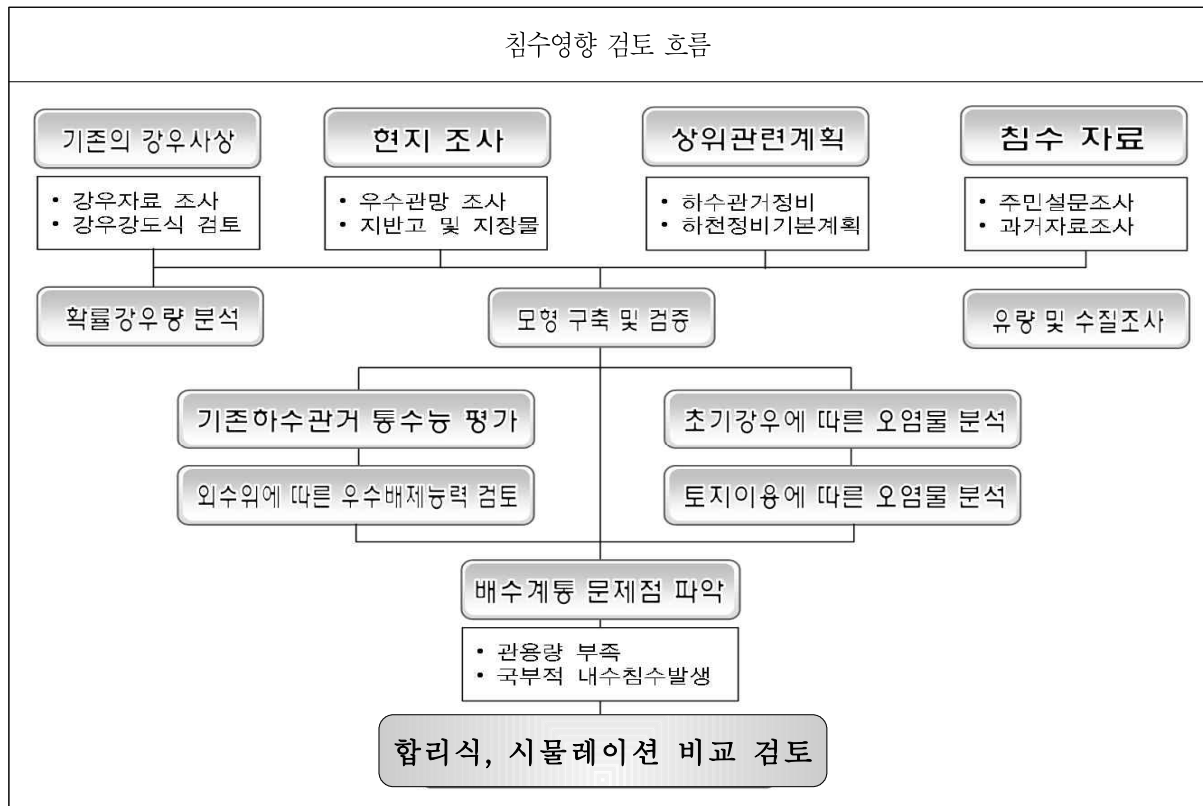 침수영향 검토 흐름
기존의 강우사상
현지 조사
상위관련계획
침수 자료
• 강우자료 조사
• 강우강도식 검토
• 우수관망 조사
• 지반고 및 지장물
• 하수관거정비
• 하천정비기본계획
• 주민설문조사
• 과거자료조사
확률강우량 분석
모형 구축 및 검증
유량 및 수질조사
기존하수관거 통수능 평가
초기강우에 따른 오염물 분석
외수위에 따른 우수배제능력 검토
토지이용에 따른 오염물 분석
배수계통 문제점 파악
• 관용량 부족
• 국부적 내수침수발생
합리식, 시물레이션 비교 검토